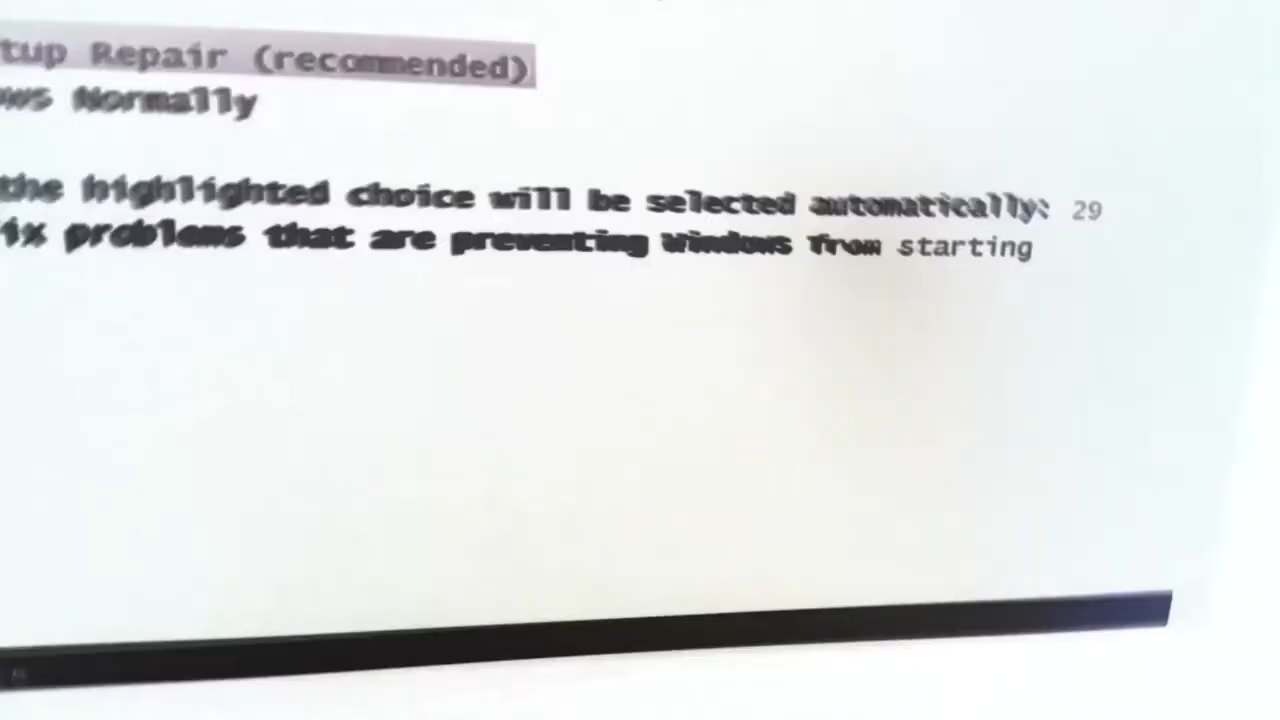 tup Repair (recommended)
ws Normally
the highlighted choice will be selected automatically: 29
ix problems that are preventing Windows from starting